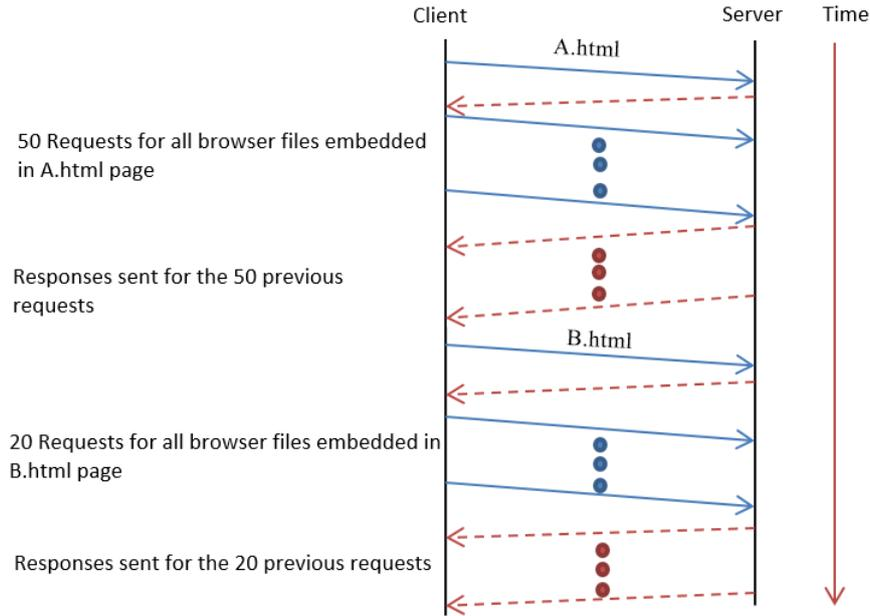 Client
Server
Time
A.html
50 Requests for all browser files embedded
in A.html page
Responses sent for the 50 previous
requests
B.html
20 Requests for all browser files embedded in
B.html page
Responses sent for the 20 previous requests